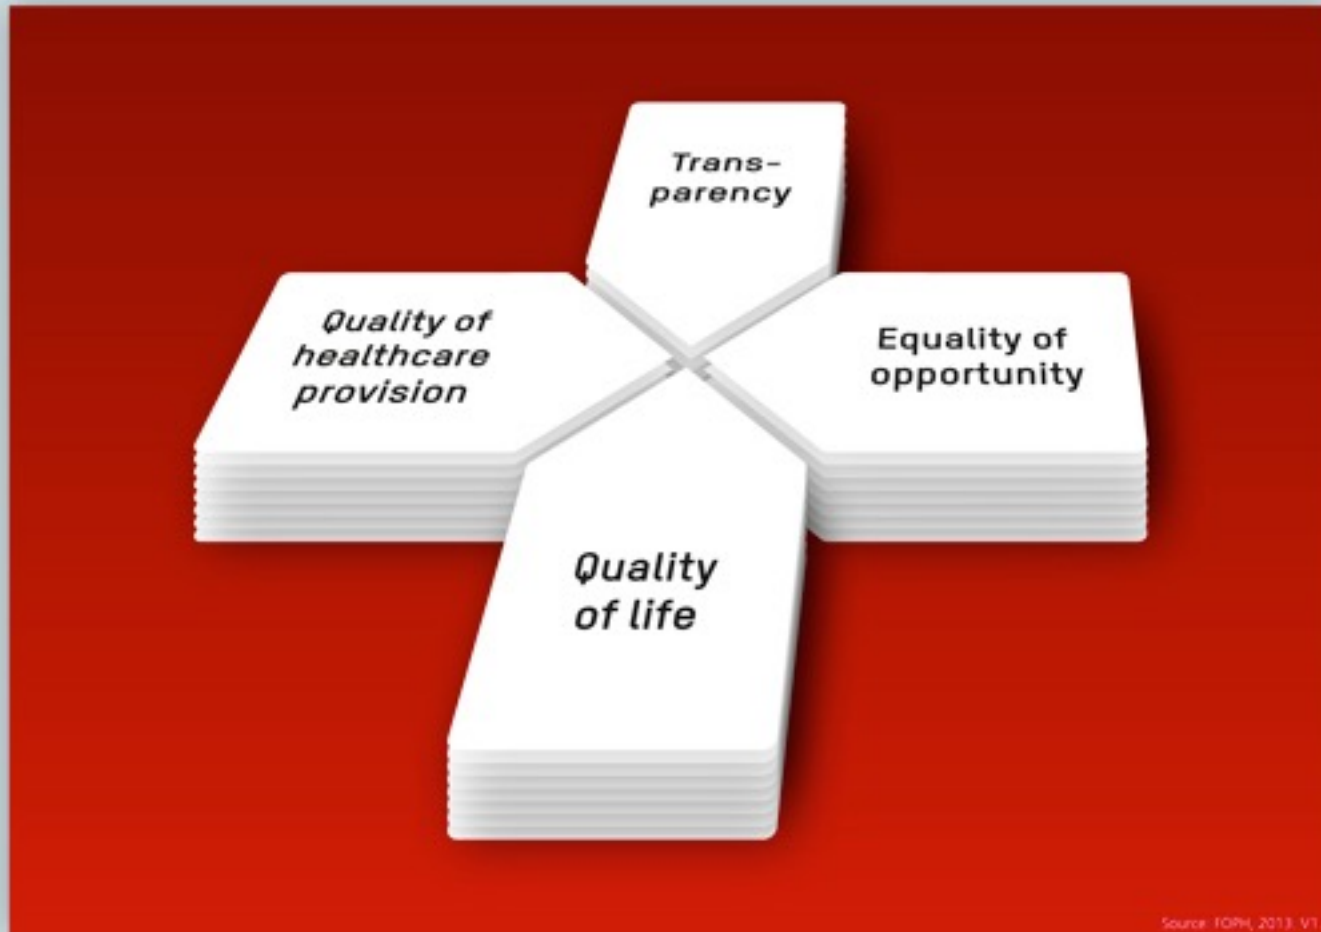 Trans-
parency
Quality of
healthcare
provision
Equality of
opportunity
Quality
of life
Source: FOPH, 2013. V1